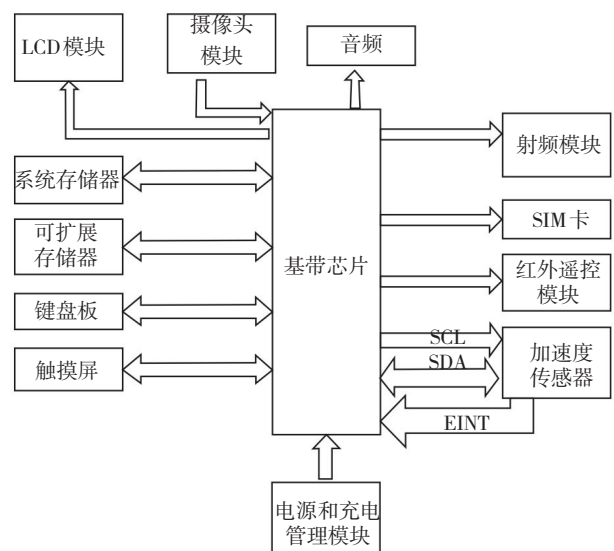 LCD模块
摄像头
模块
音频
系统存储器
可扩展
存储器
键盘板
触摸屏
基带芯片
射频模块
SIM卡
红外遥控
模块
SCL
SDA
EINT
加速度
传感器
电源和充电
管理模块